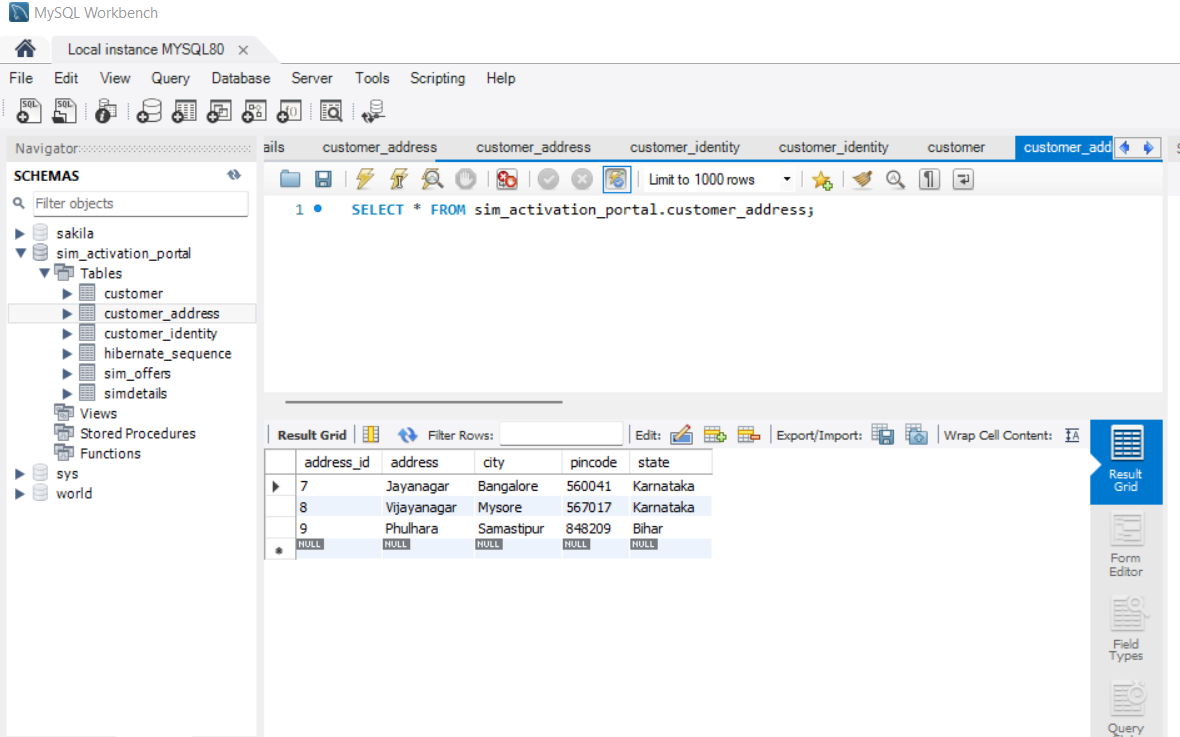 MySQL Workbench
Local instance MYSQL80
File Edit View Query Database Server Tools Scripting Help
Navigator
SCHEMAS
Filter objects
sakila
sim_activation_portal
Tables
customer
customer_address
customer_identity
hibernate_sequence
sim_offers
simdetails
Views
Stored Procedures
Functions
sys
world
ails customer_address customer_address customer_identity customer_identity customer customer_add
Limit to 1000 rows
1 SELECT * FROM sim_activation_portal.customer_address;
Result Grid Filter Rows: Edit: Export/Import: Wrap Cell Content:
address_id address city pincode state
7 Jayanagar Bangalore 560041 Karnataka
8 Vijayanagar Mysore 567017 Karnataka
9 Phulhara Samastipur 848209 Bihar
NULL NULL NULL NULL NULL
Result
Grid
Form
Editor
Field
Types
Query